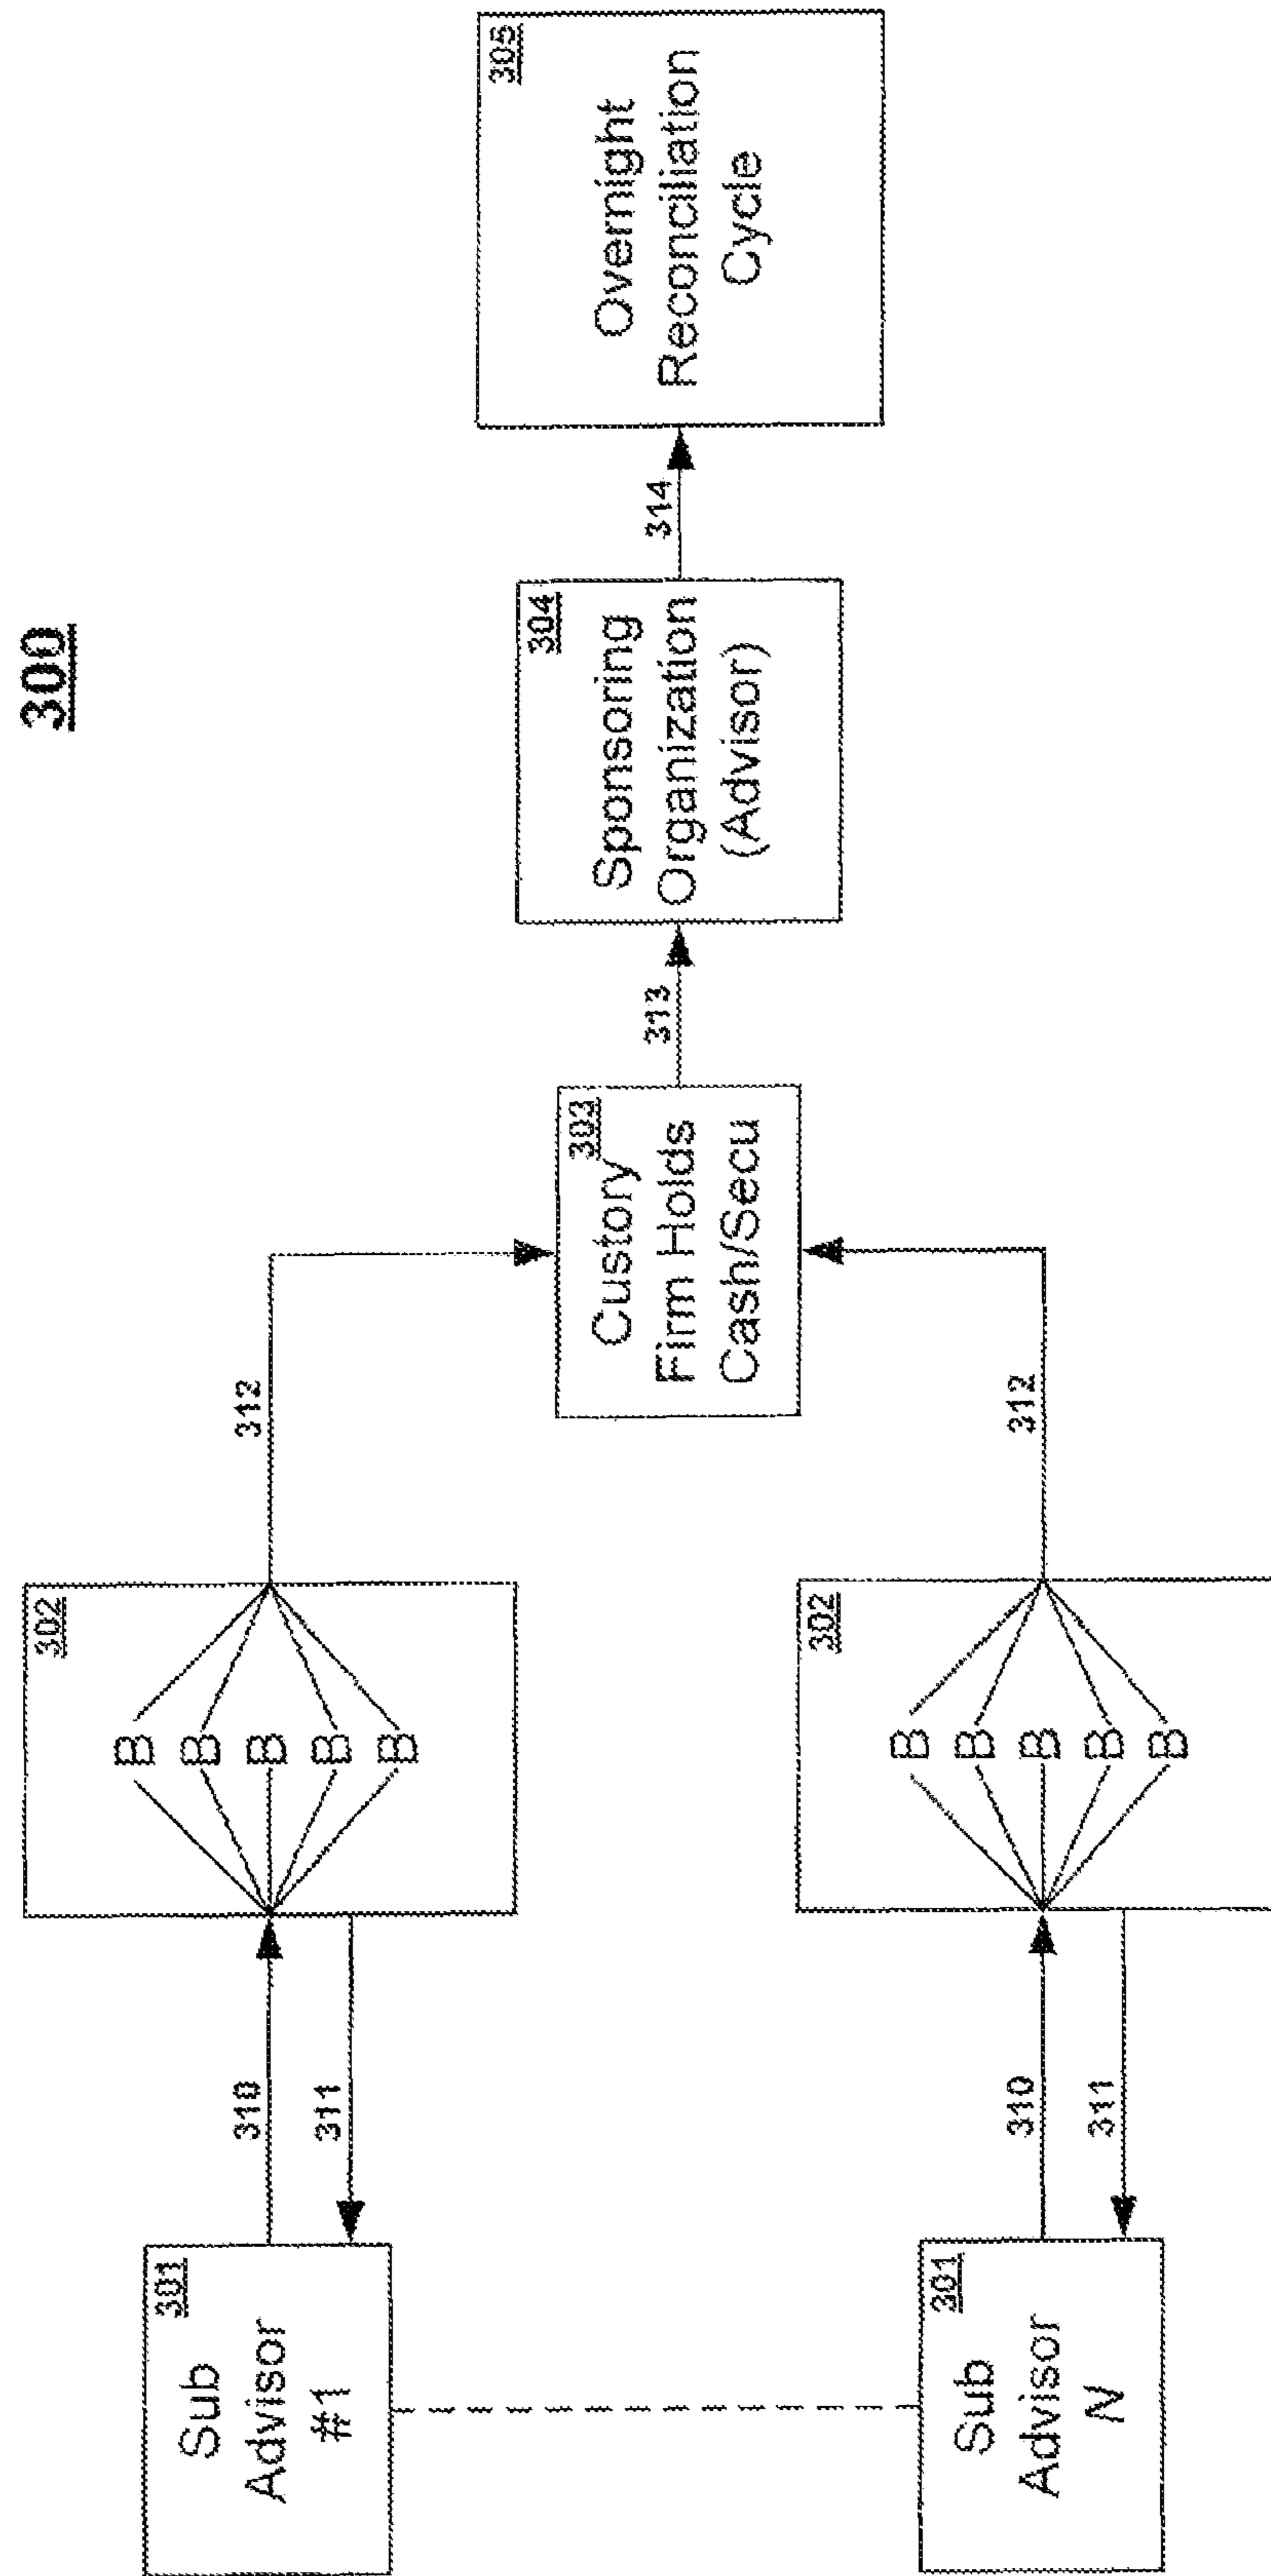 300
301
Sub
Advisor
#1
310
311
302
B
B
B
B
B
312
301
Sub
Advisor
N
310
311
302
B
B
B
B
B
312
303
Custory
Firm Holds
Cash/Secu
313
304
Sponsoring
Organization
(Advisor)
314
305
Overnight
Reconciliation
Cycle